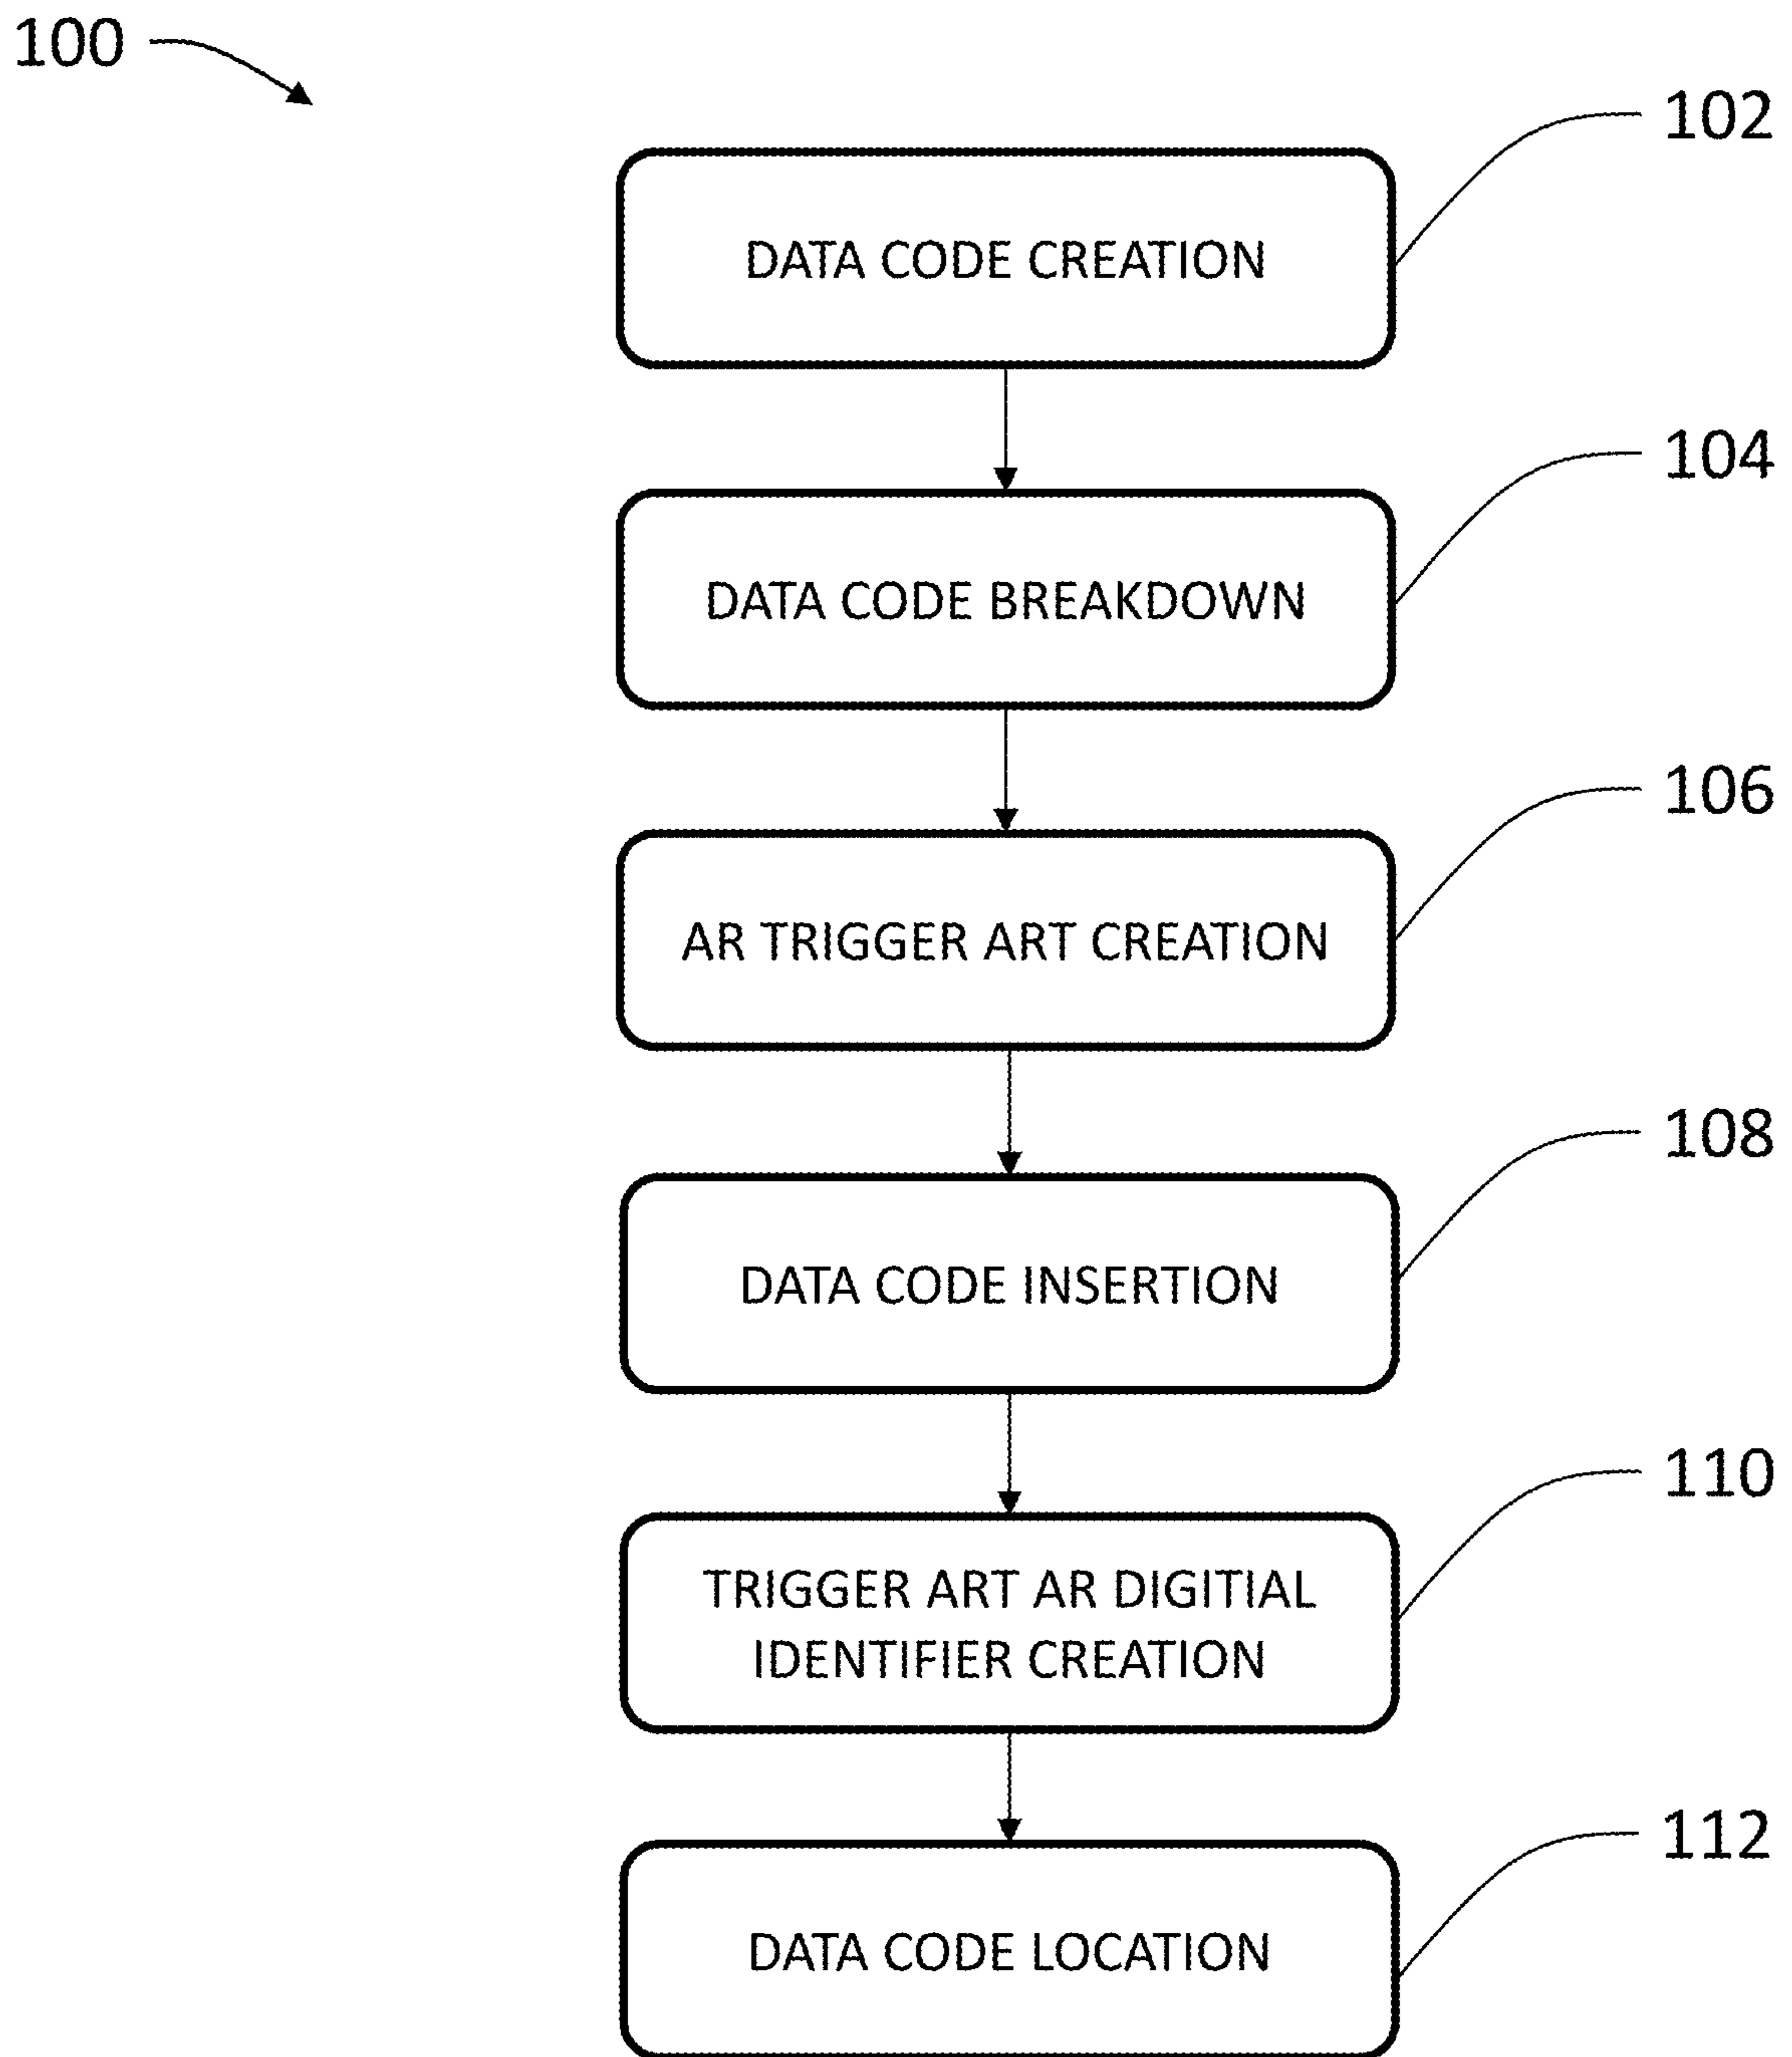 100
102
DATA CODE CREATION
104
DATA CODE BREAKDOWN
106
AR TRIGGER ART CREATION
108
DATA CODE INSERTION
110
TRIGGER ART AR DIGITIAL
IDENTIFIER CREATION
112
DATA CODE LOCATION